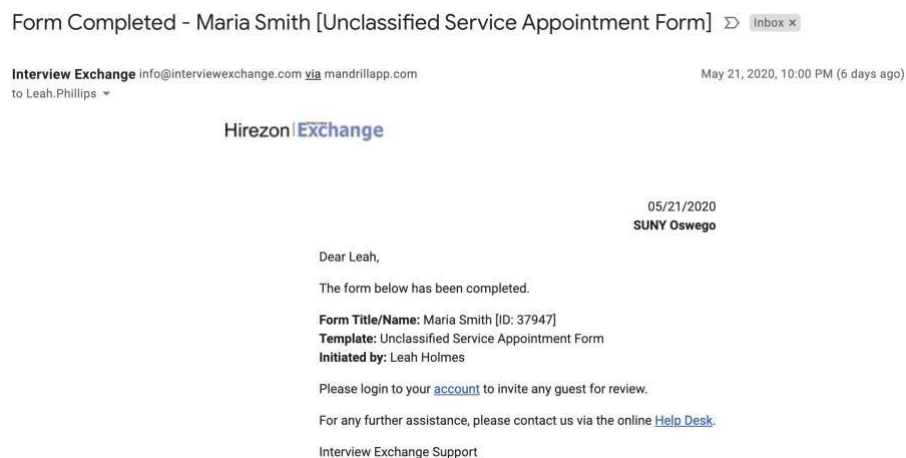 Form Completed - Maria Smith [Unclassified Service Appointment Form] Inbox x
Interview Exchange info@interviewexchange.com via mandrillapp.com May 21, 2020, 10:00 PM (6 days ago)
to Leah.Phillips
Hirezon Exchange
05/21/2020
SUNY Oswego
Dear Leah,
The form below has been completed.
Form Title/Name: Maria Smith [ID: 37947]
Template: Unclassified Service Appointment Form
Initiated by: Leah Holmes
Please login to your account to invite any guest for review.
For any further assistance, please contact us via the online Help Desk.
Interview Exchange Support